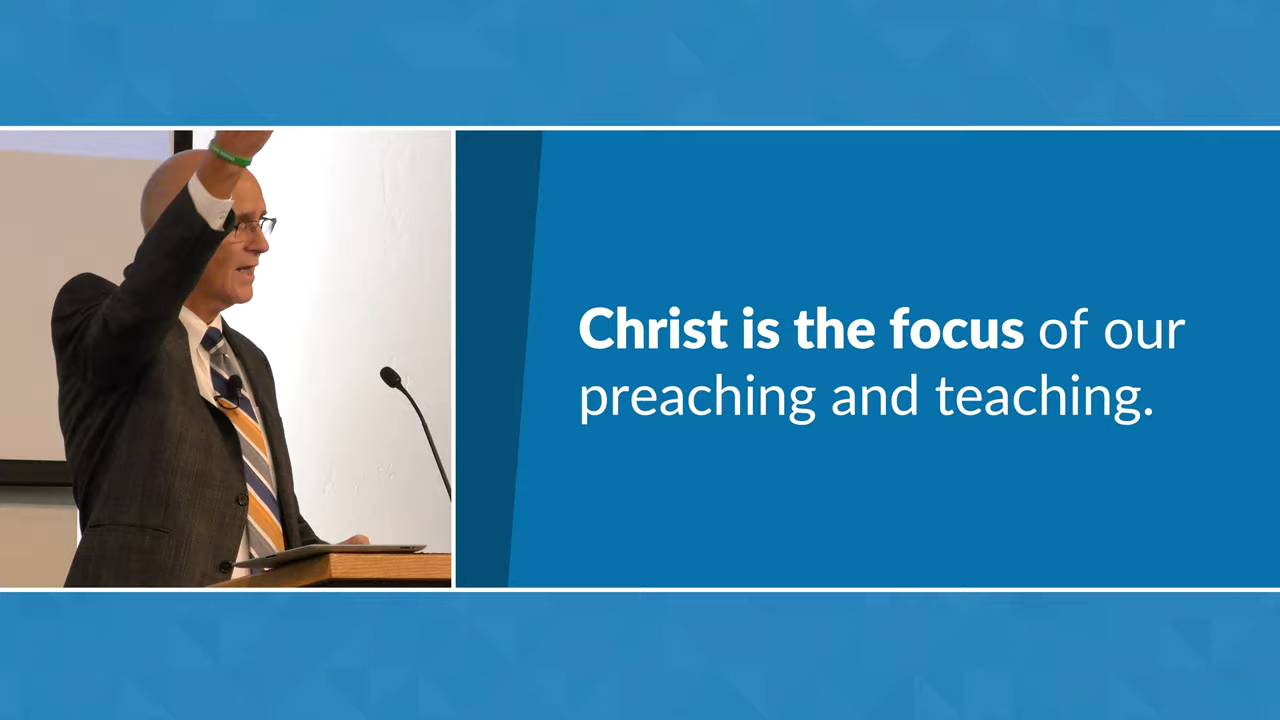 Christ is the focus of our
preaching and teaching.